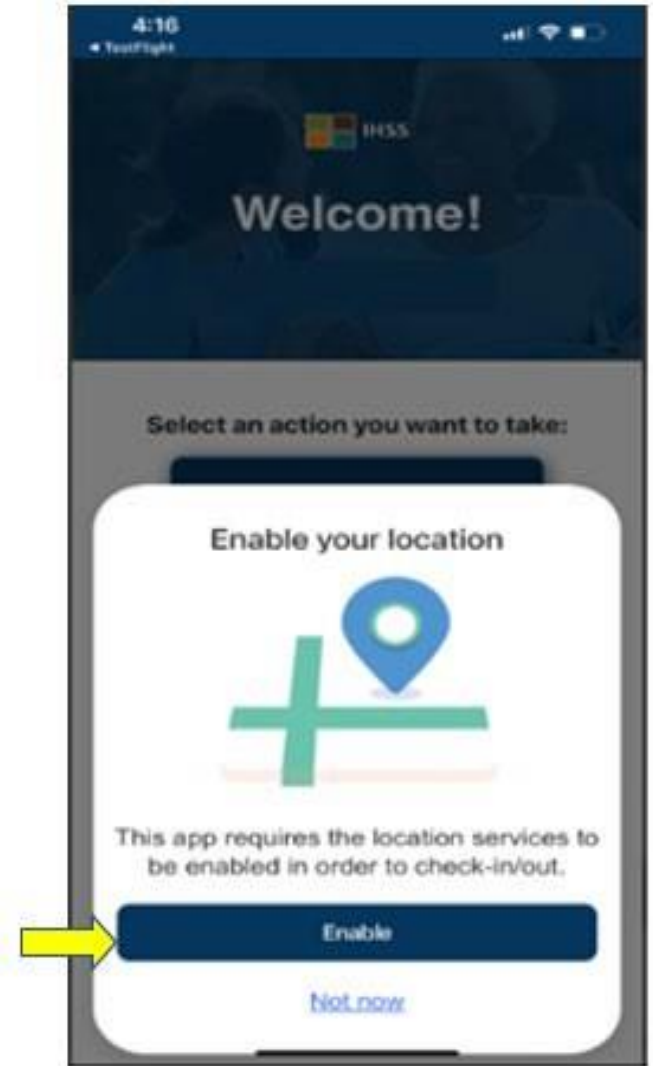 4:16
◀ TestFlight
IHSS
Welcome!
Select an action you want to take:
Enable your location
This app requires the location services to
be enabled in order to check-in/out.
Enable
Not now